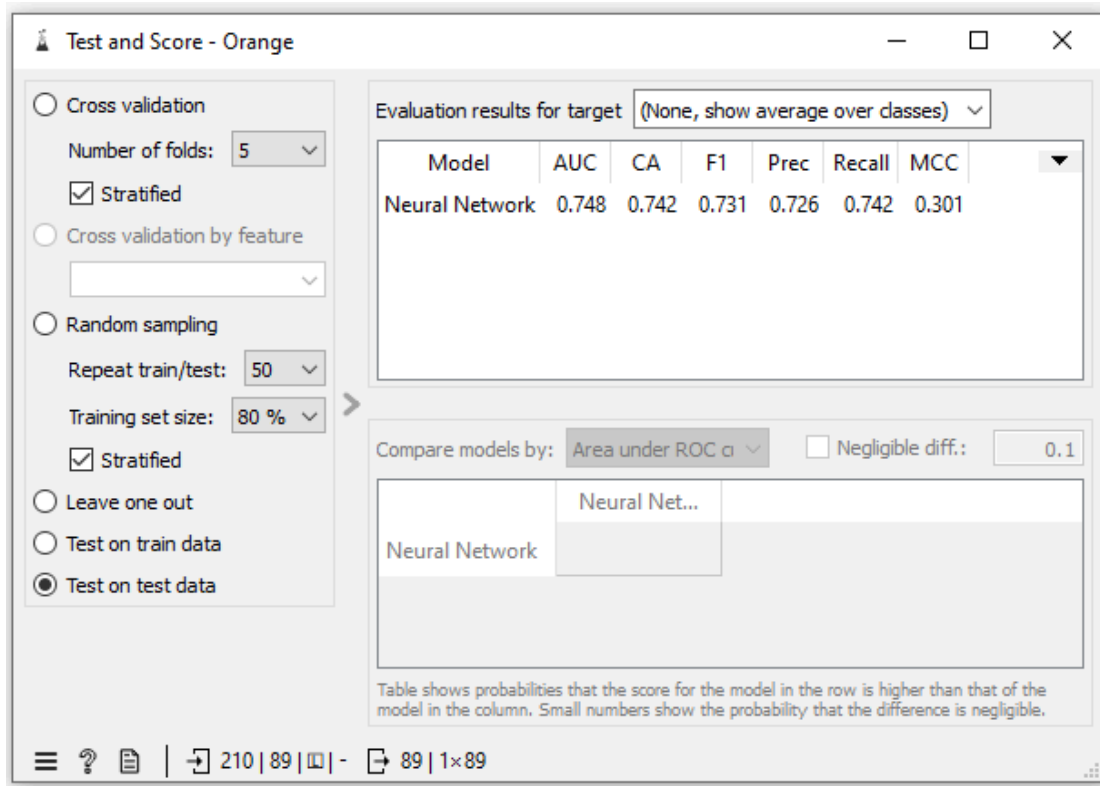 Test and Score - Orange
Cross validation
Number of folds: 5
Stratified
Cross validation by feature
Random sampling
Repeat train/test: 50
Training set size: 80 %
Stratified
Leave one out
Test on train data
Test on test data
Evaluation results for target (None, show average over classes)
Model AUC CA F1 Prec Recall MCC
Neural Network 0.748 0.742 0.731 0.726 0.742 0.301
Compare models by: Area under ROC cu Negligible diff.: 0.1
Neural Net...
Neural Network
Table shows probabilities that the score for the model in the row is higher than that of the
model in the column. Small numbers show the probability that the difference is negligible.
210 | 89 | | - 89 | 1×89